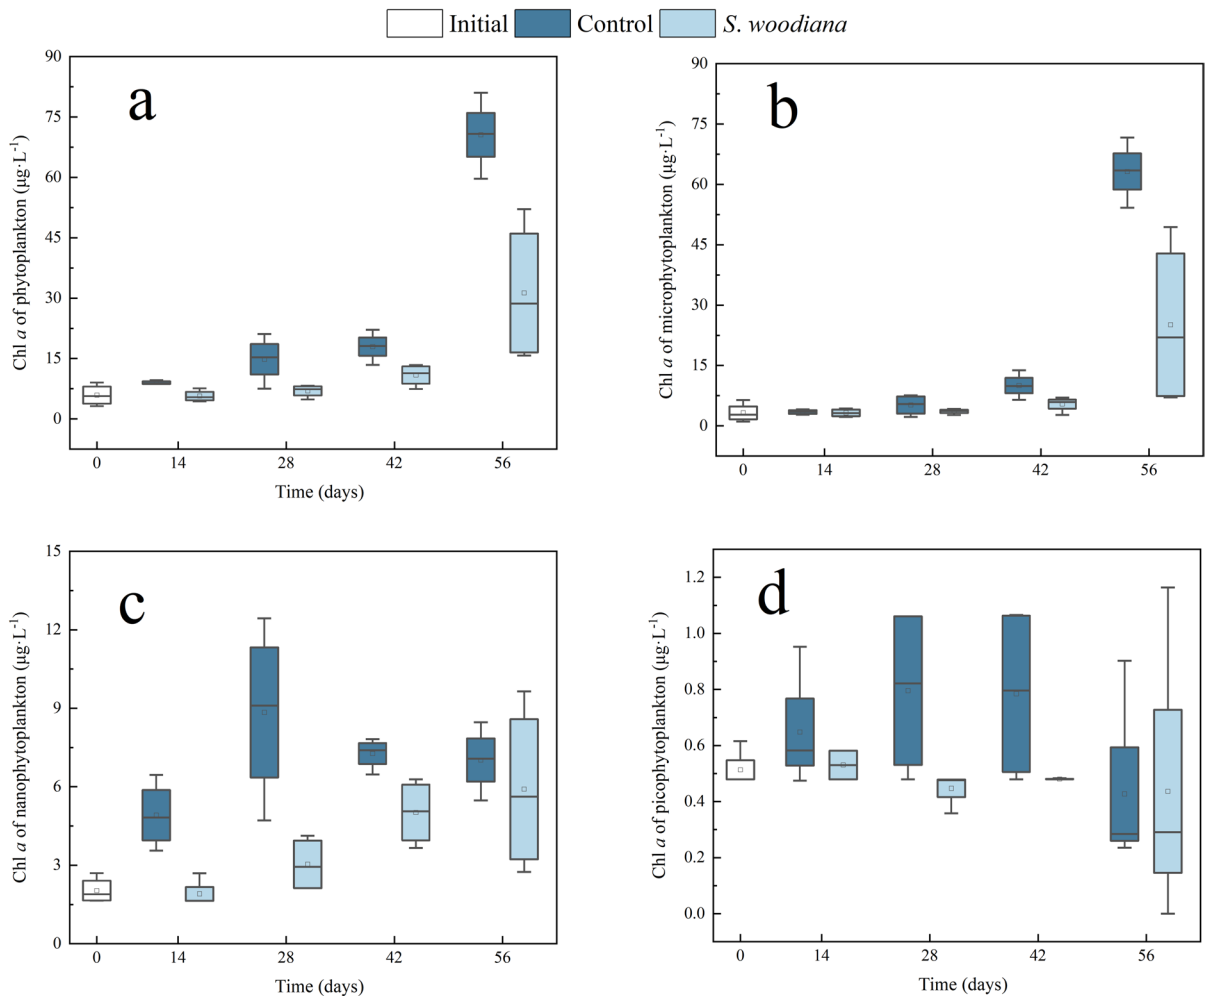 Initial Control S. woodiana
a
90
75
60
45
30
15
0
Chl a of phytoplankton (μg·L-1)
0 14 28 42 56
Time (days)
b
90
75
60
45
30
15
0
Chl a of microphytoplankton (μg·L-1)
0 14 28 42 56
Time (days)
c
15
12
9
6
3
0
Chl a of nanophytoplankton (μg·L-1)
0 14 28 42 56
Time (days)
d
1.2
1.0
0.8
0.6
0.4
0.2
0.0
Chl a of picophytoplankton (μg·L-1)
0 14 28 42 56
Time (days)